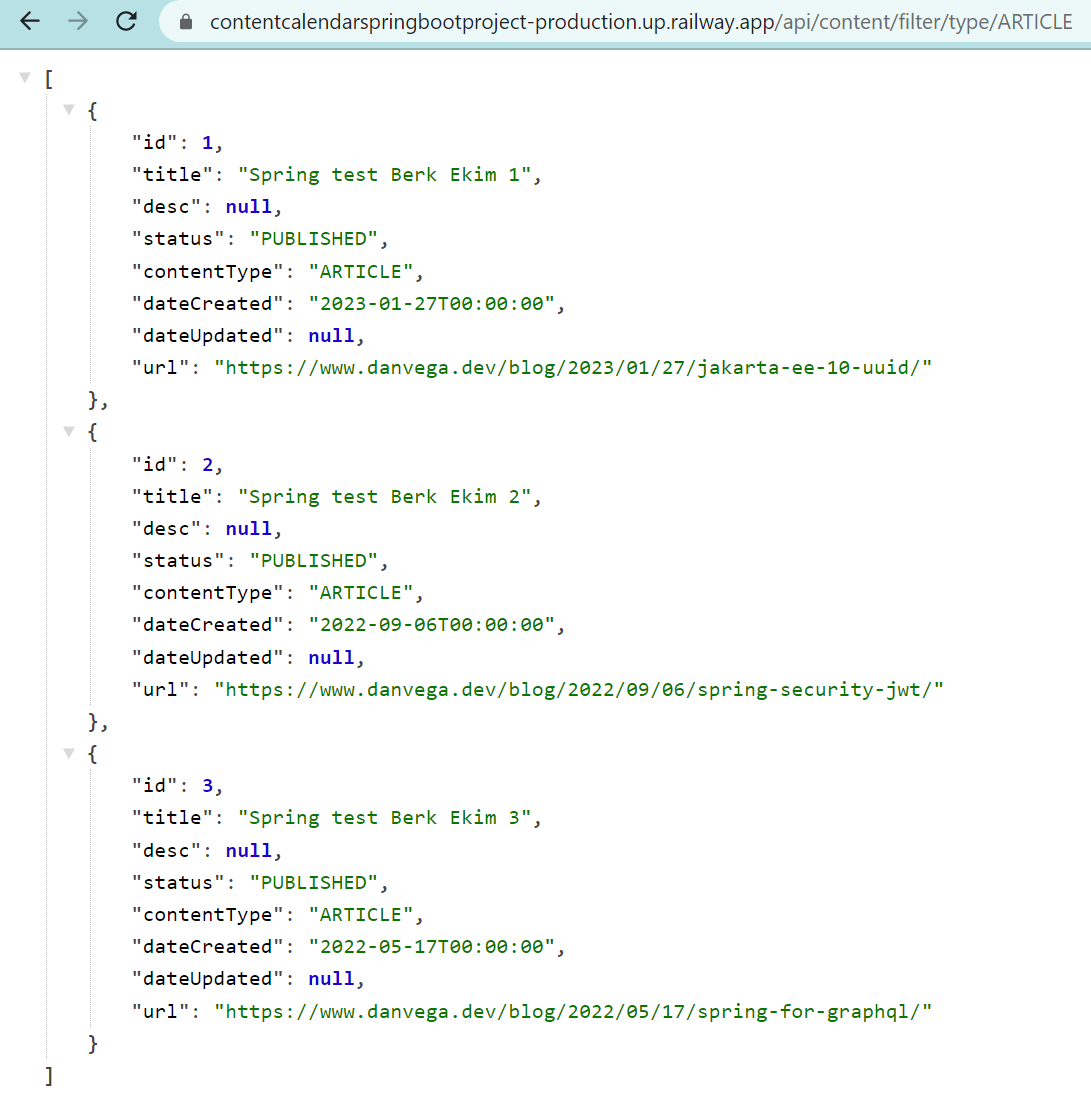 contentcalendarspringbootproject-production.up.railway.app/api/content/filter/type/ARTICLE
[
{
"id": 1,
"title": "Spring test Berk Ekim 1",
"desc": null,
"status": "PUBLISHED",
"contentType": "ARTICLE",
"dateCreated": "2023-01-27T00:00:00",
"dateUpdated": null,
"url": "https://www.danvega.dev/blog/2023/01/27/jakarta-ee-10-uuid/"
},
{
"id": 2,
"title": "Spring test Berk Ekim 2",
"desc": null,
"status": "PUBLISHED",
"contentType": "ARTICLE",
"dateCreated": "2022-09-06T00:00:00",
"dateUpdated": null,
"url": "https://www.danvega.dev/blog/2022/09/06/spring-security-jwt/"
},
{
"id": 3,
"title": "Spring test Berk Ekim 3",
"desc": null,
"status": "PUBLISHED",
"contentType": "ARTICLE",
"dateCreated": "2022-05-17T00:00:00",
"dateUpdated": null,
"url": "https://www.danvega.dev/blog/2022/05/17/spring-for-graphql/"
}
]